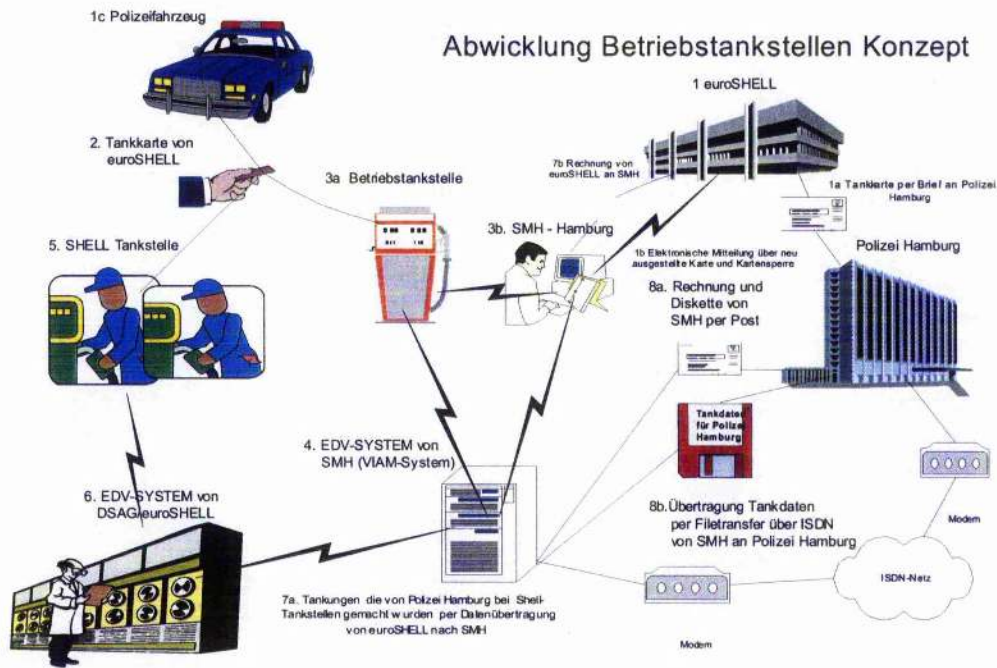 1c Polizeifahrzeug
Abwicklung Betriebstankstellen Konzept
1 euroSHELL
2. Tankkarte von
euroSHELL
3a Betriebstankstelle
7b Rechnung von
euroSHELL an SMH
1a Tankkarte per Brief an Polizei
Hamburg
5. SHELL Tankstelle
3b. SMH - Hamburg
Polizei Hamburg
1b Elektronische Mitteilung über neu
ausgestellte Karte und Kartensperre
8a. Rechnung und
Diskette von
SMH per Post
Tankdaten
für Polizei
Hamburg
4. EDV-SYSTEM von
SMH (VIAM-System)
6. EDV-SYSTEM von
DSAG/euroSHELL
8b. Übertragung Tankdaten
per Filetransfer über ISDN
von SMH an Polizei Hamburg
Modem
ISDN-Netz
7a. Tankungen die von Polizei Hamburg bei Shell-
Tankstellen gemacht wurden per Datenübertragung
von euroSHELL nach SMH
Modem